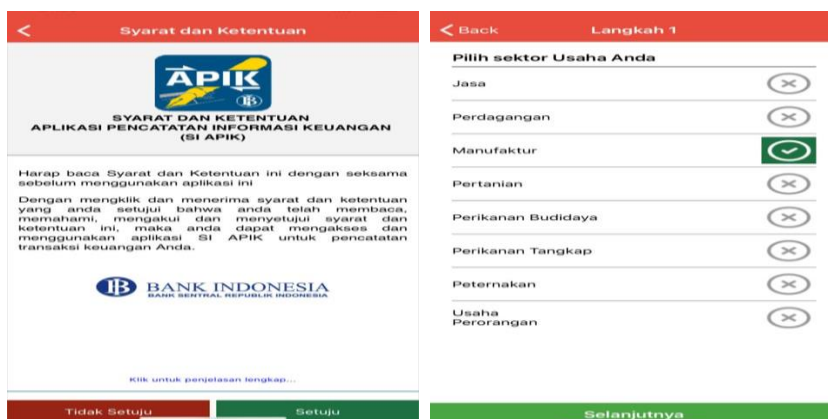 Syarat dan Ketentuan
APIK
SYARAT DAN KETENTUAN
APLIKASI PENCATATAN INFORMASI KEUANGAN
(SI APIK)
Harap baca Syarat dan Ketentuan ini dengan seksama
sebelum menggunakan aplikasi ini
Dengan mengklik dan menerima syarat dan ketentuan
yang anda setujui bahwa anda telah membaca,
memahami, mengakui dan menyetujui syarat dan
ketentuan ini, maka anda dapat mengakses dan
menggunakan aplikasi SI APIK untuk pencatatan
transaksi keuangan Anda.
BANK INDONESIA
BANK SENTRAL REPUBLIK INDONESIA
Klik untuk penjelasan lengkap...
Tidak Setuju
Setuju
Back
Langkah 1
Pilih sektor Usaha Anda
Jasa
Perdagangan
Manufaktur
Pertanian
Perikanan Budidaya
Perikanan Tangkap
Peternakan
Usaha
Perorangan
Selanjutnya